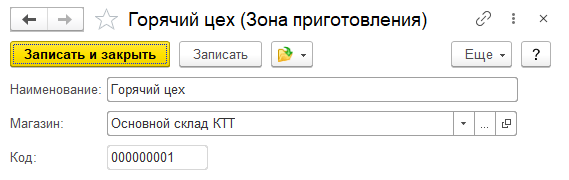 Горячий цех (Зона приготовления)
Записать и закрыть Записать Еще ?
Наименование: Горячий цех
Магазин: Основной склад КТТ ...
Код: 000000001